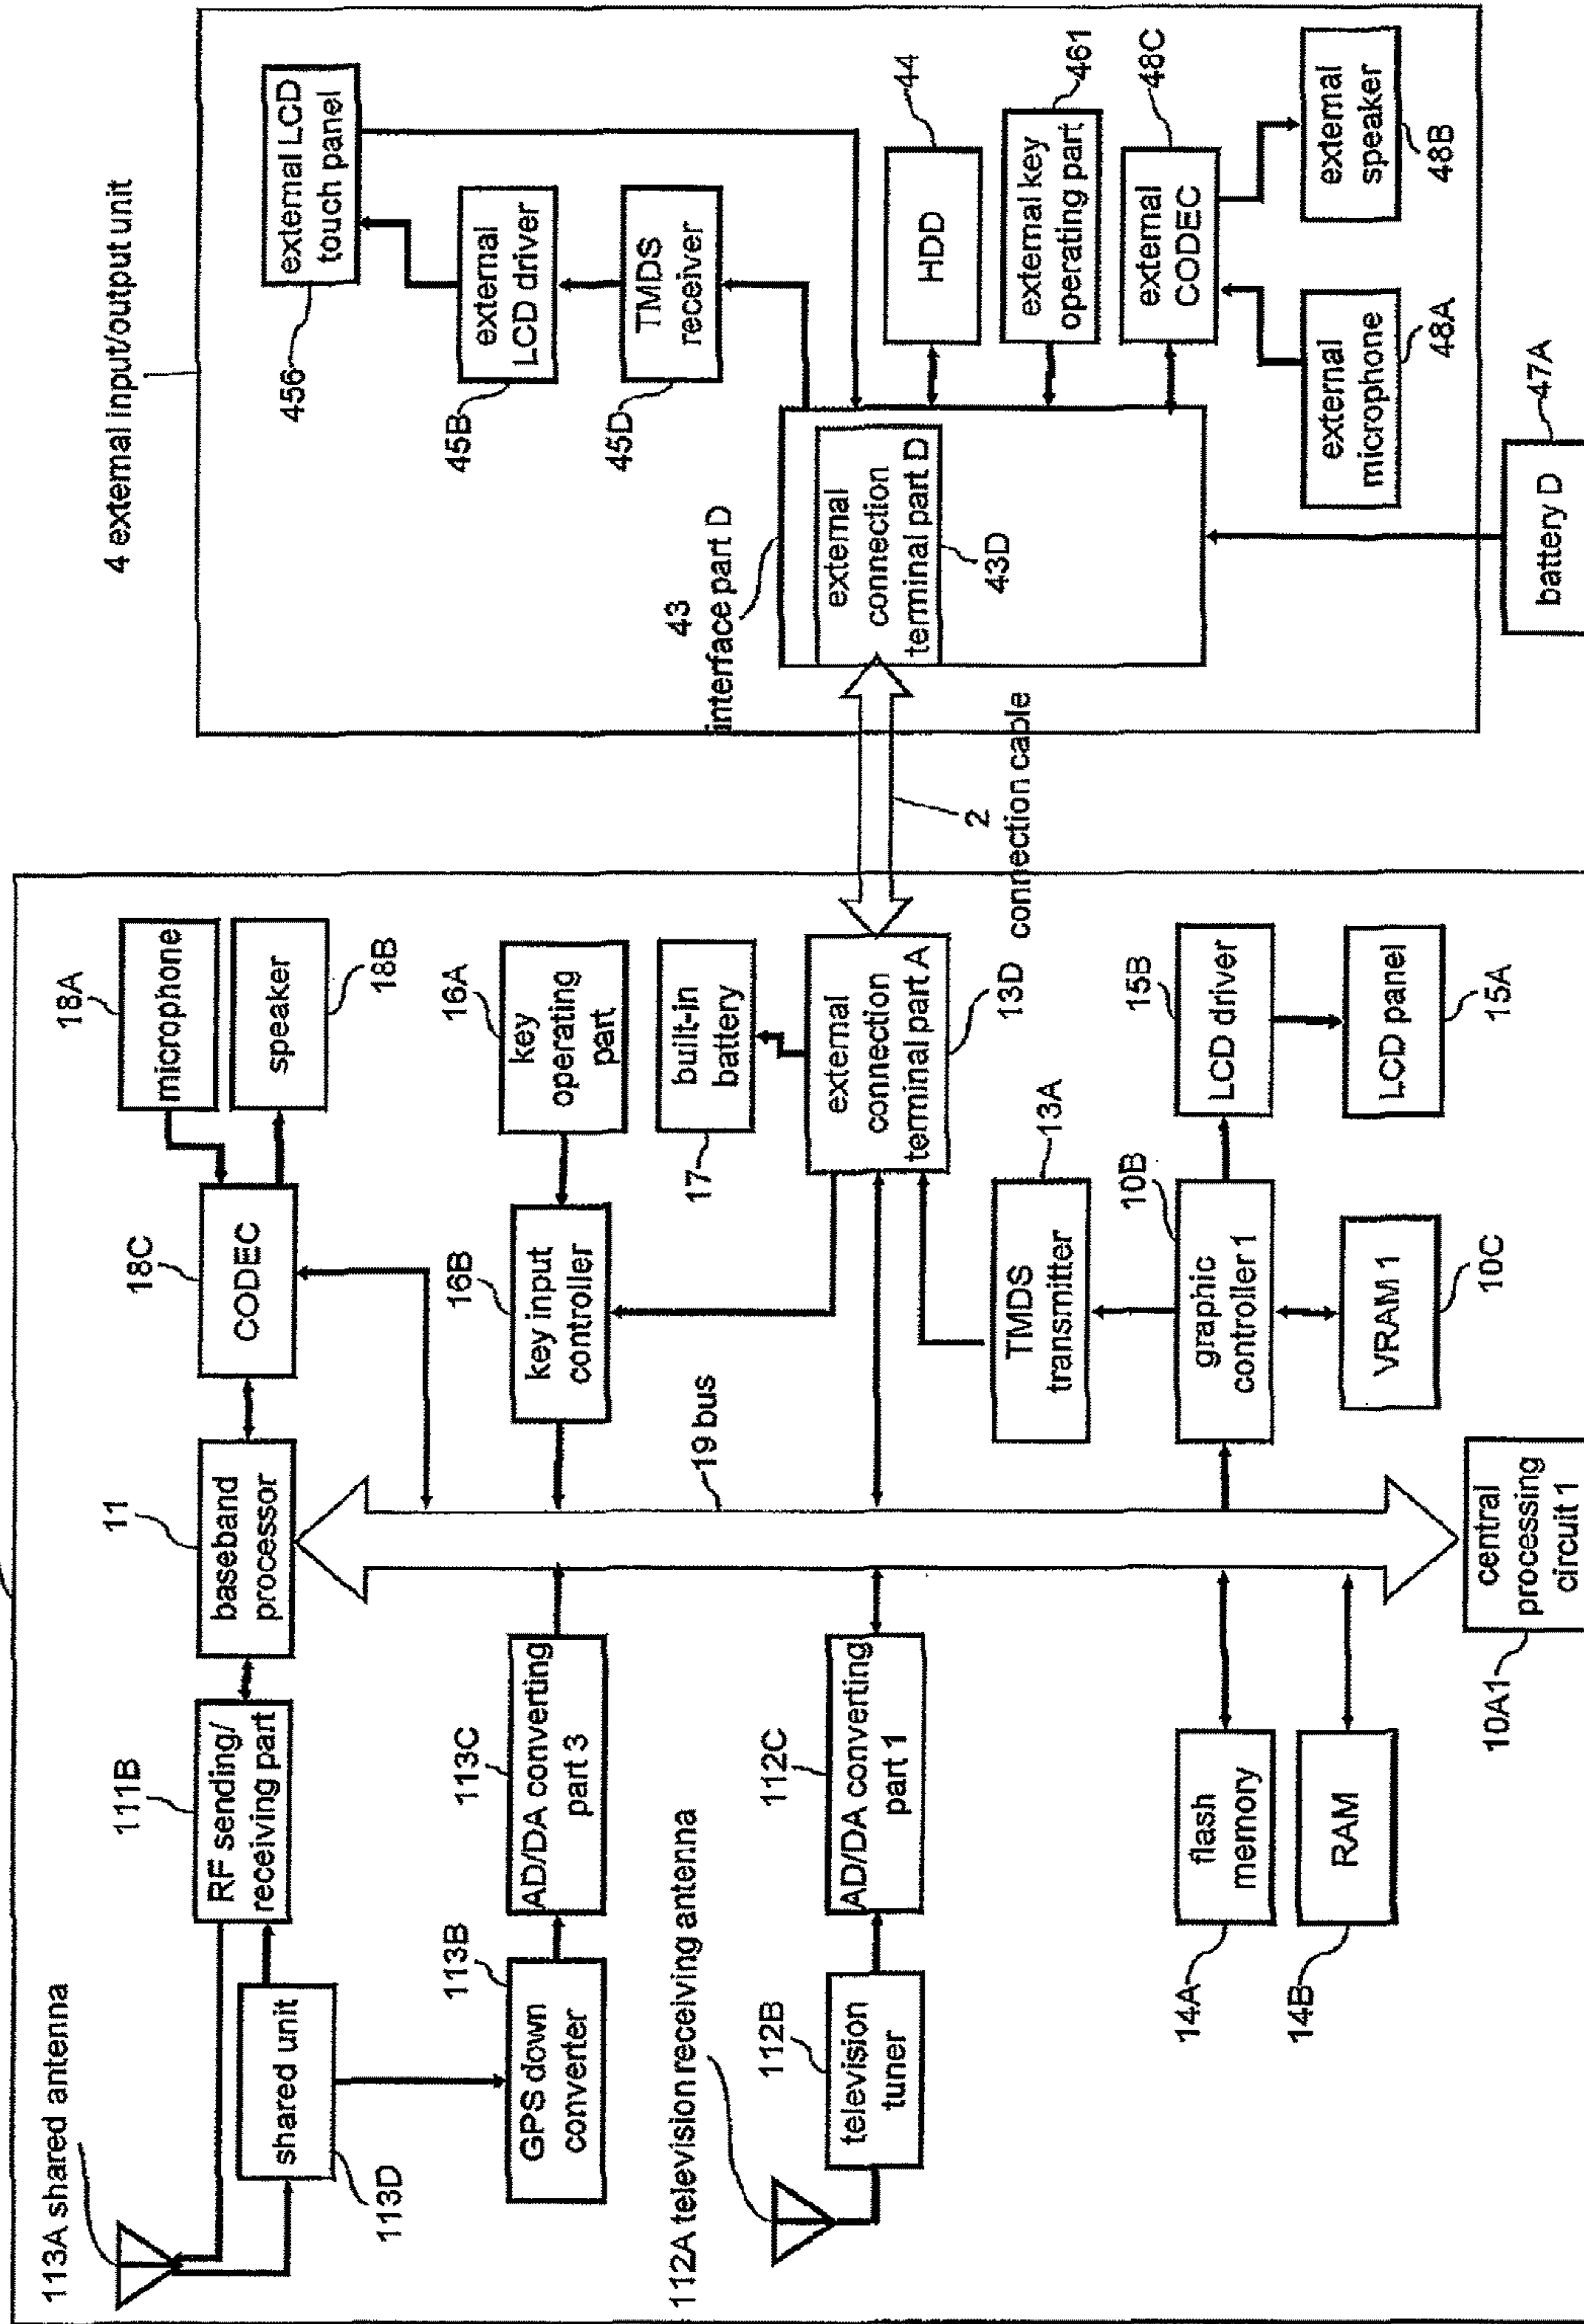 113A shared antenna
shared unit
113D
111B
RF sending/
receiving part
11
baseband
processor
18C
CODEC
18A
microphone
speaker
18B
113B
GPS down
converter
113C
AD/DA converting
part 3
16B
key input
controller
16A
key
operating
part
built-in
battery
17
19 bus
112A television receiving antenna
112B
television
tuner
112C
AD/DA converting
part 1
external
connection
terminal part A
13D
13A
TMDS
transmitter
14A
flash
memory
14B
RAM
10B
graphic
controller 1
VRAM 1
10C
15B
LCD driver
LCD panel
15A
10A1
central
processing
circuit 1
2
connection cable
4 external input/output unit
456
external LCD
touch panel
45B
external
LCD driver
45D
TMDS
receiver
43
interface part D
external
connection
terminal part D
43D
44
HDD
461
external key
operating part
48C
external
CODEC
external
microphone
48A
external
speaker
48B
battery D
47A